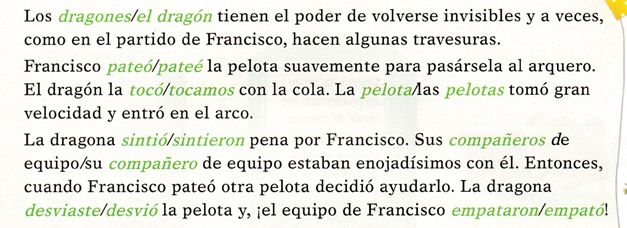 Los dragones/el dragón tienen el poder de volverse invisibles y a veces,
como en el partido de Francisco, hacen algunas travesuras.
Francisco pateó/pateé la pelota suavemente para pasársela al arquero.
El dragón la tocó/tocamos con la cola. La pelota/las pelotas tomó gran
velocidad y entró en el arco.
La dragona sintió/sintieron pena por Francisco. Sus compañeros de
equipo/su compañero de equipo estaban enojadísimos con él. Entonces,
cuando Francisco pateó otra pelota decidió ayudarlo. La dragona
desviaste/desvió la pelota y, ¡el equipo de Francisco empataron/empató!